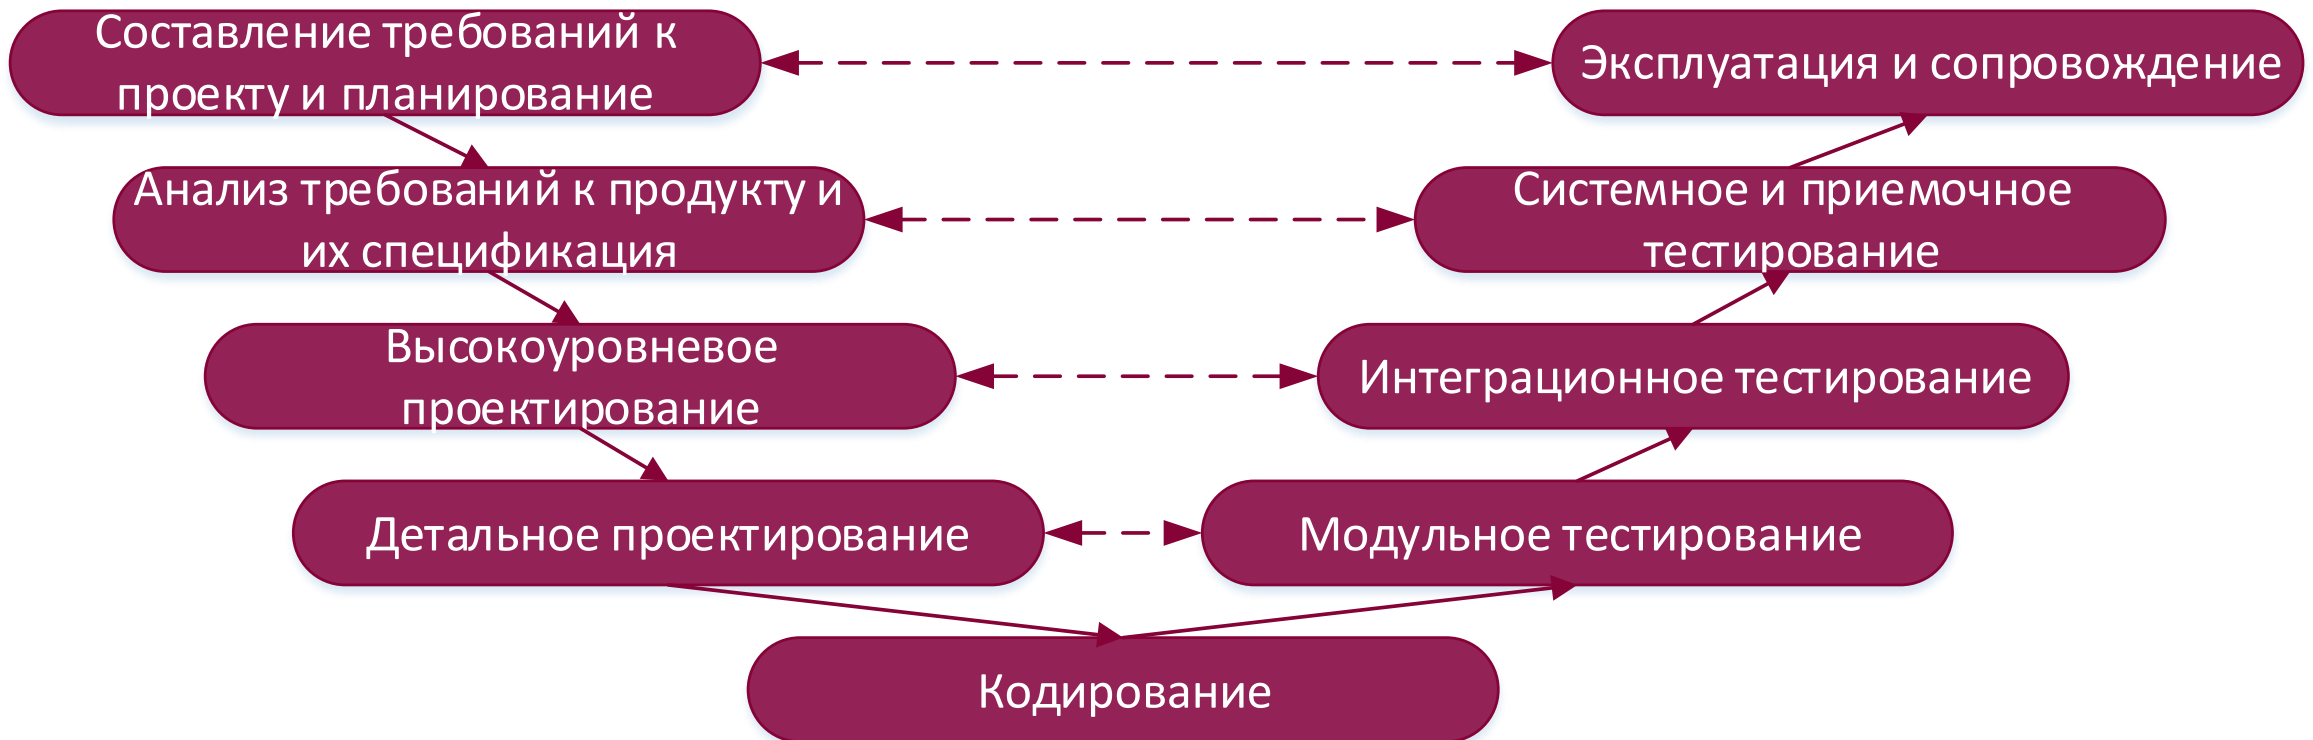 Составление требований к
проекту и планирование
Эксплуатация и сопровождение
Анализ требований к продукту и
их спецификация
Системное и приемочное
тестирование
Высокоуровневое
проектирование
Интеграционное тестирование
Детальное проектирование
Модульное тестирование
Кодирование